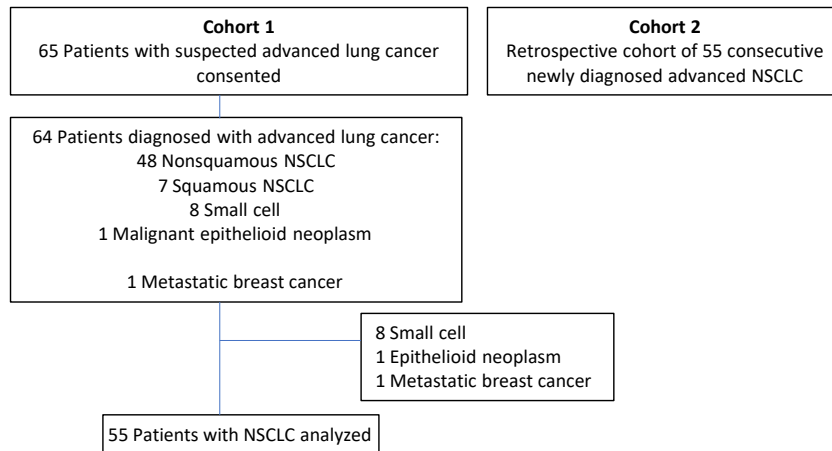 Cohort 1
65 Patients with suspected advanced lung cancer
consented
Cohort 2
Retrospective cohort of 55 consecutive
newly diagnosed advanced NSCLC
64 Patients diagnosed with advanced lung cancer:
48 Nonsquamous NSCLC
7 Squamous NSCLC
8 Small cell
1 Malignant epithelioid neoplasm
1 Metastatic breast cancer
8 Small cell
1 Epithelioid neoplasm
1 Metastatic breast cancer
55 Patients with NSCLC analyzed